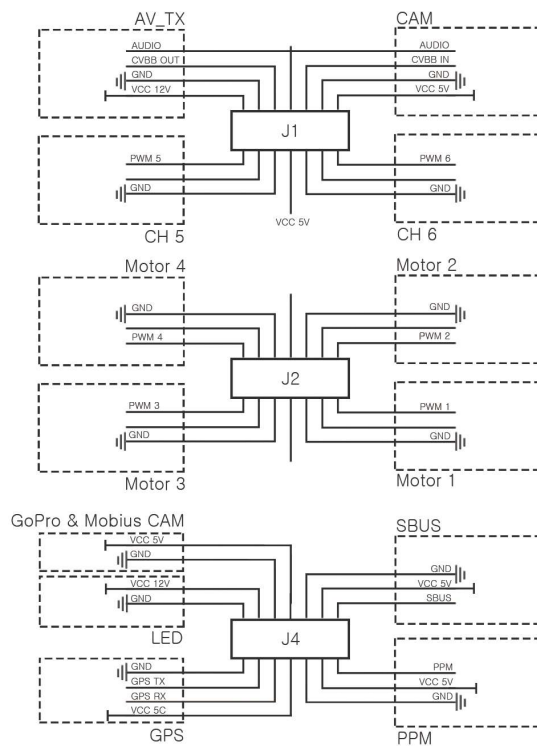 AV_TX
CAM
AUDIO
CVBB OUT
GND
VCC 12V
AUDIO
CVBB IN
GND
VCC 5V
J1
PWM 5
GND
PWM 6
GND
CH 5
VCC 5V
CH 6
Motor 4
Motor 2
GND
PWM 4
GND
PWM 2
J2
PWM 3
GND
PWM 1
GND
Motor 3
Motor 1
GoPro & Mobius CAM
SBUS
VCC 5V
GND
VCC 12V
GND
LED
GND
VCC 5V
SBUS
J4
GND
GPS TX
GPS RX
VCC 5C
GPS
PPM
VCC 5V
GND
PPM